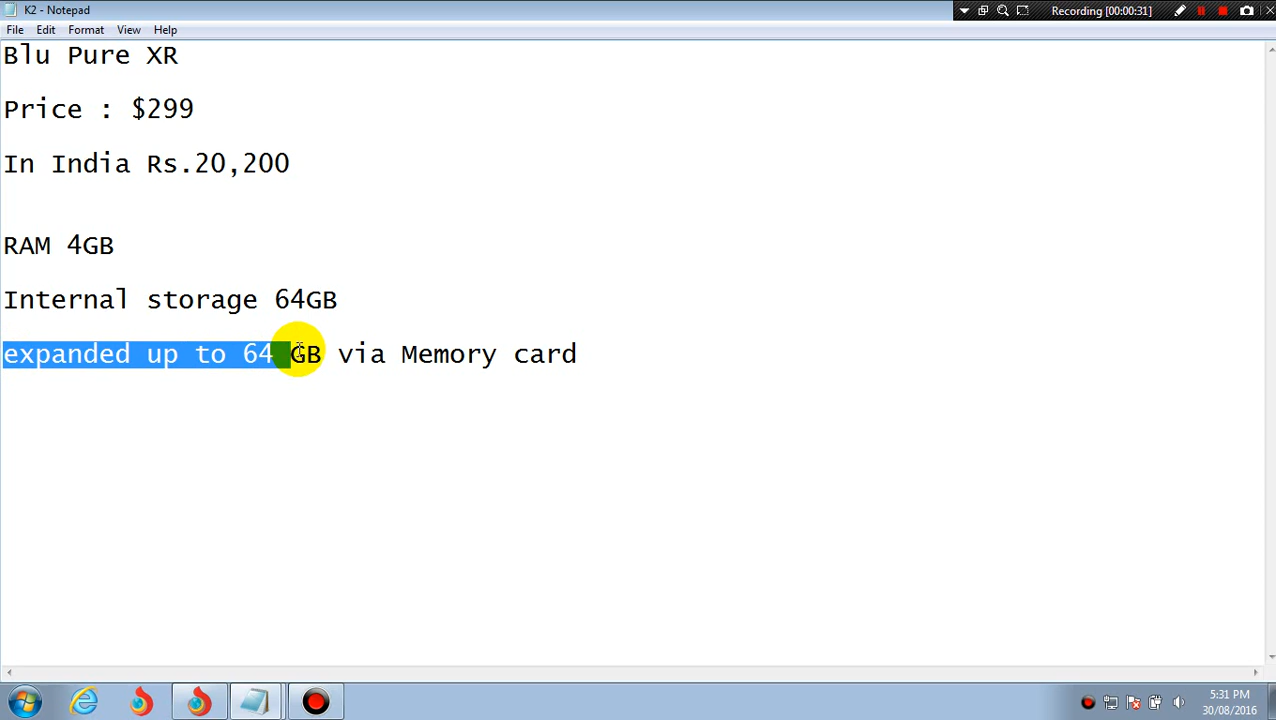 K2 - Notepad
Recording [00:00:31]
File Edit Format View Help
Blu Pure XR
Price : $299
In India Rs.20,200
RAM 4GB
Internal storage 64GB
expanded up to 64 GB via Memory card
5:31 PM
30/08/2016